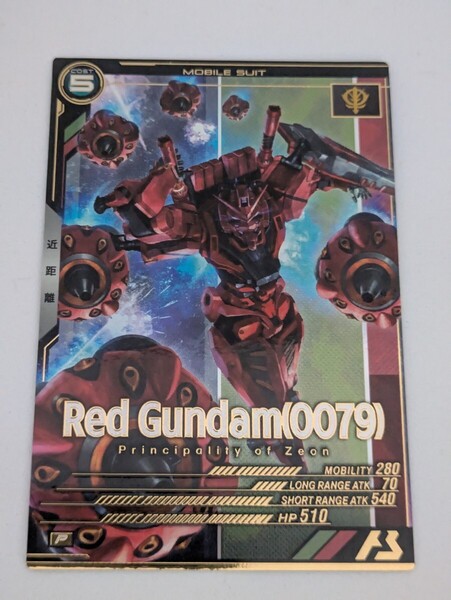 COST
5
MOBILE SUIT
近距離
Red Gundam(0079)
Principality of Zeon
MOBILITY 280
LONG RANGE ATK 70
SHORT RANGE ATK 540
HP 510
P